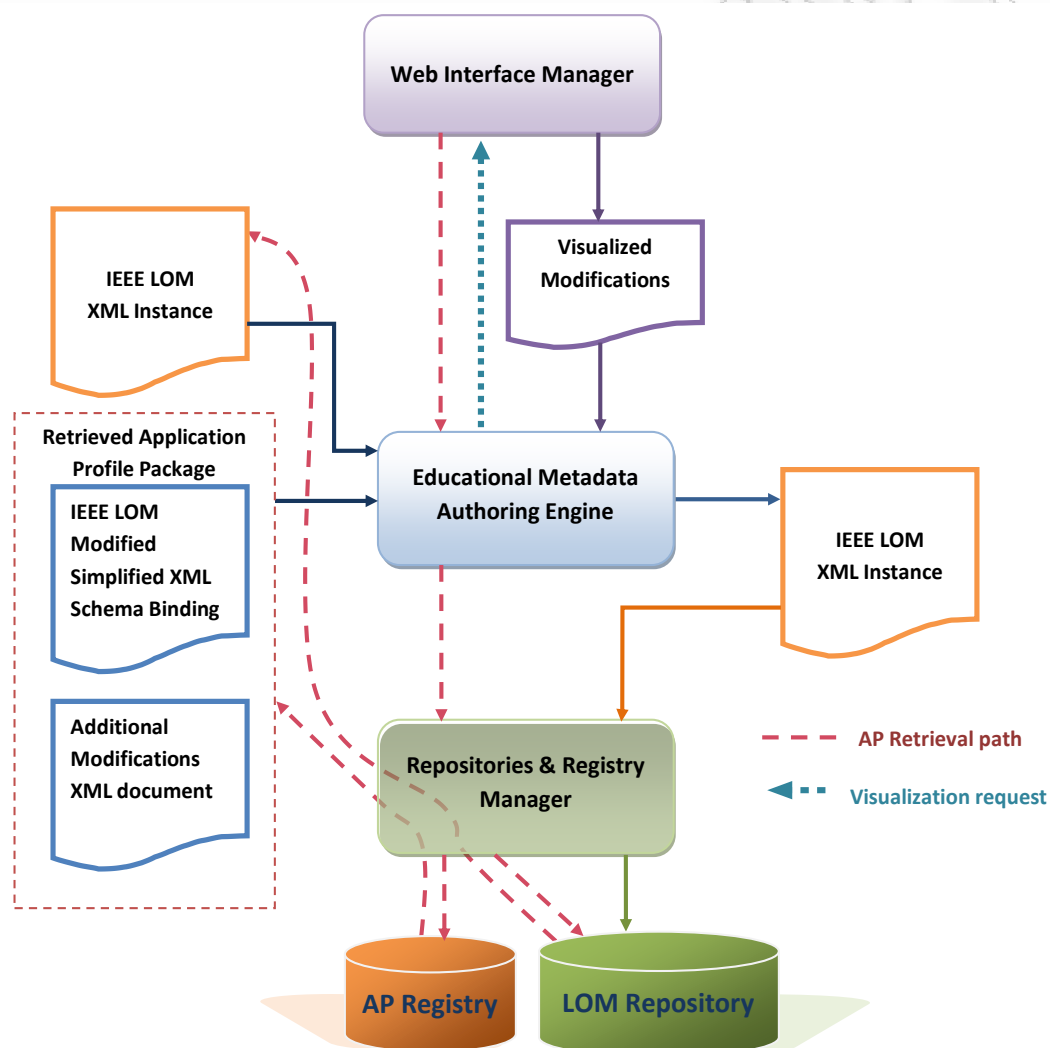 Web Interface Manager
Visualized
Modifications
IEEE LOM
XML Instance
Retrieved Application
Profile Package
IEEE LOM
Modified
Simplified XML
Schema Binding
Additional
Modifications
XML document
Educational Metadata
Authoring Engine
IEEE LOM
XML Instance
Repositories & Registry
Manager
AP Retrieval path
Visualization request
AP Registry
LOM Repository